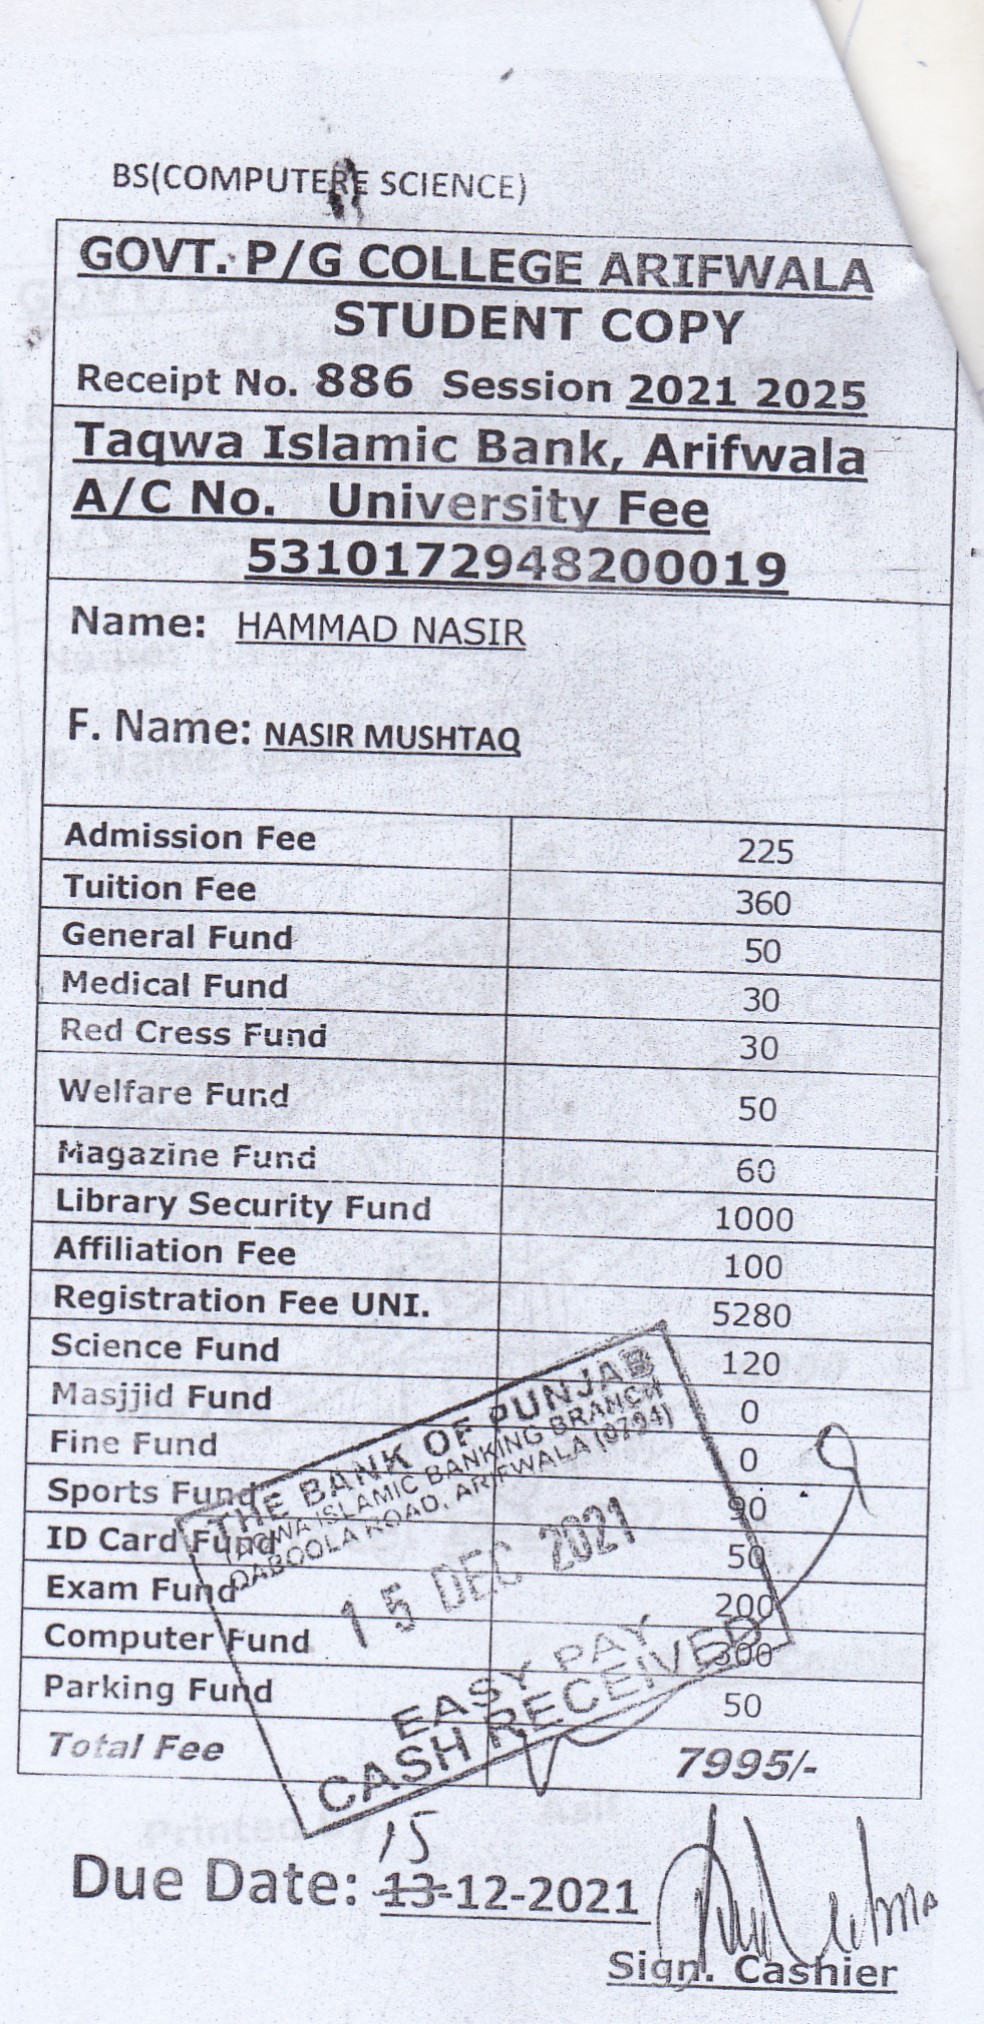 BS(COMPUTERE SCIENCE)
GOVT. P/G COLLEGE ARIFWALA
STUDENT COPY
Receipt No. 886 Session 2021 2025
Taqwa Islamic Bank, Arifwala
A/C No. University Fee
5310172948200019
Name: HAMMAD NASIR
F. Name: NASIR MUSHTAQ
Admission Fee 225
Tuition Fee 360
General Fund 50
Medical Fund 30
Red Cress Fund 30
Welfare Fund 50
Magazine Fund 60
Library Security Fund 1000
Affiliation Fee 100
Registration Fee UNI. 5280
Science Fund 120
Masjjid Fund 0
Fine Fund 0
Sports Fund 90
ID Card Fund 50
Exam Fund 200
Computer Fund 300
Parking Fund 50
Total Fee 7995/-
THE BANK OF PUNJAB
TAQWA ISLAMIC BANKING BRANCH
QABOOLA ROAD, ARIFWALA (0794)
15 DEC 2021
EASY PAY
CASH RECEIVED
15
Due Date: 13-12-2021
Sign. Cashier